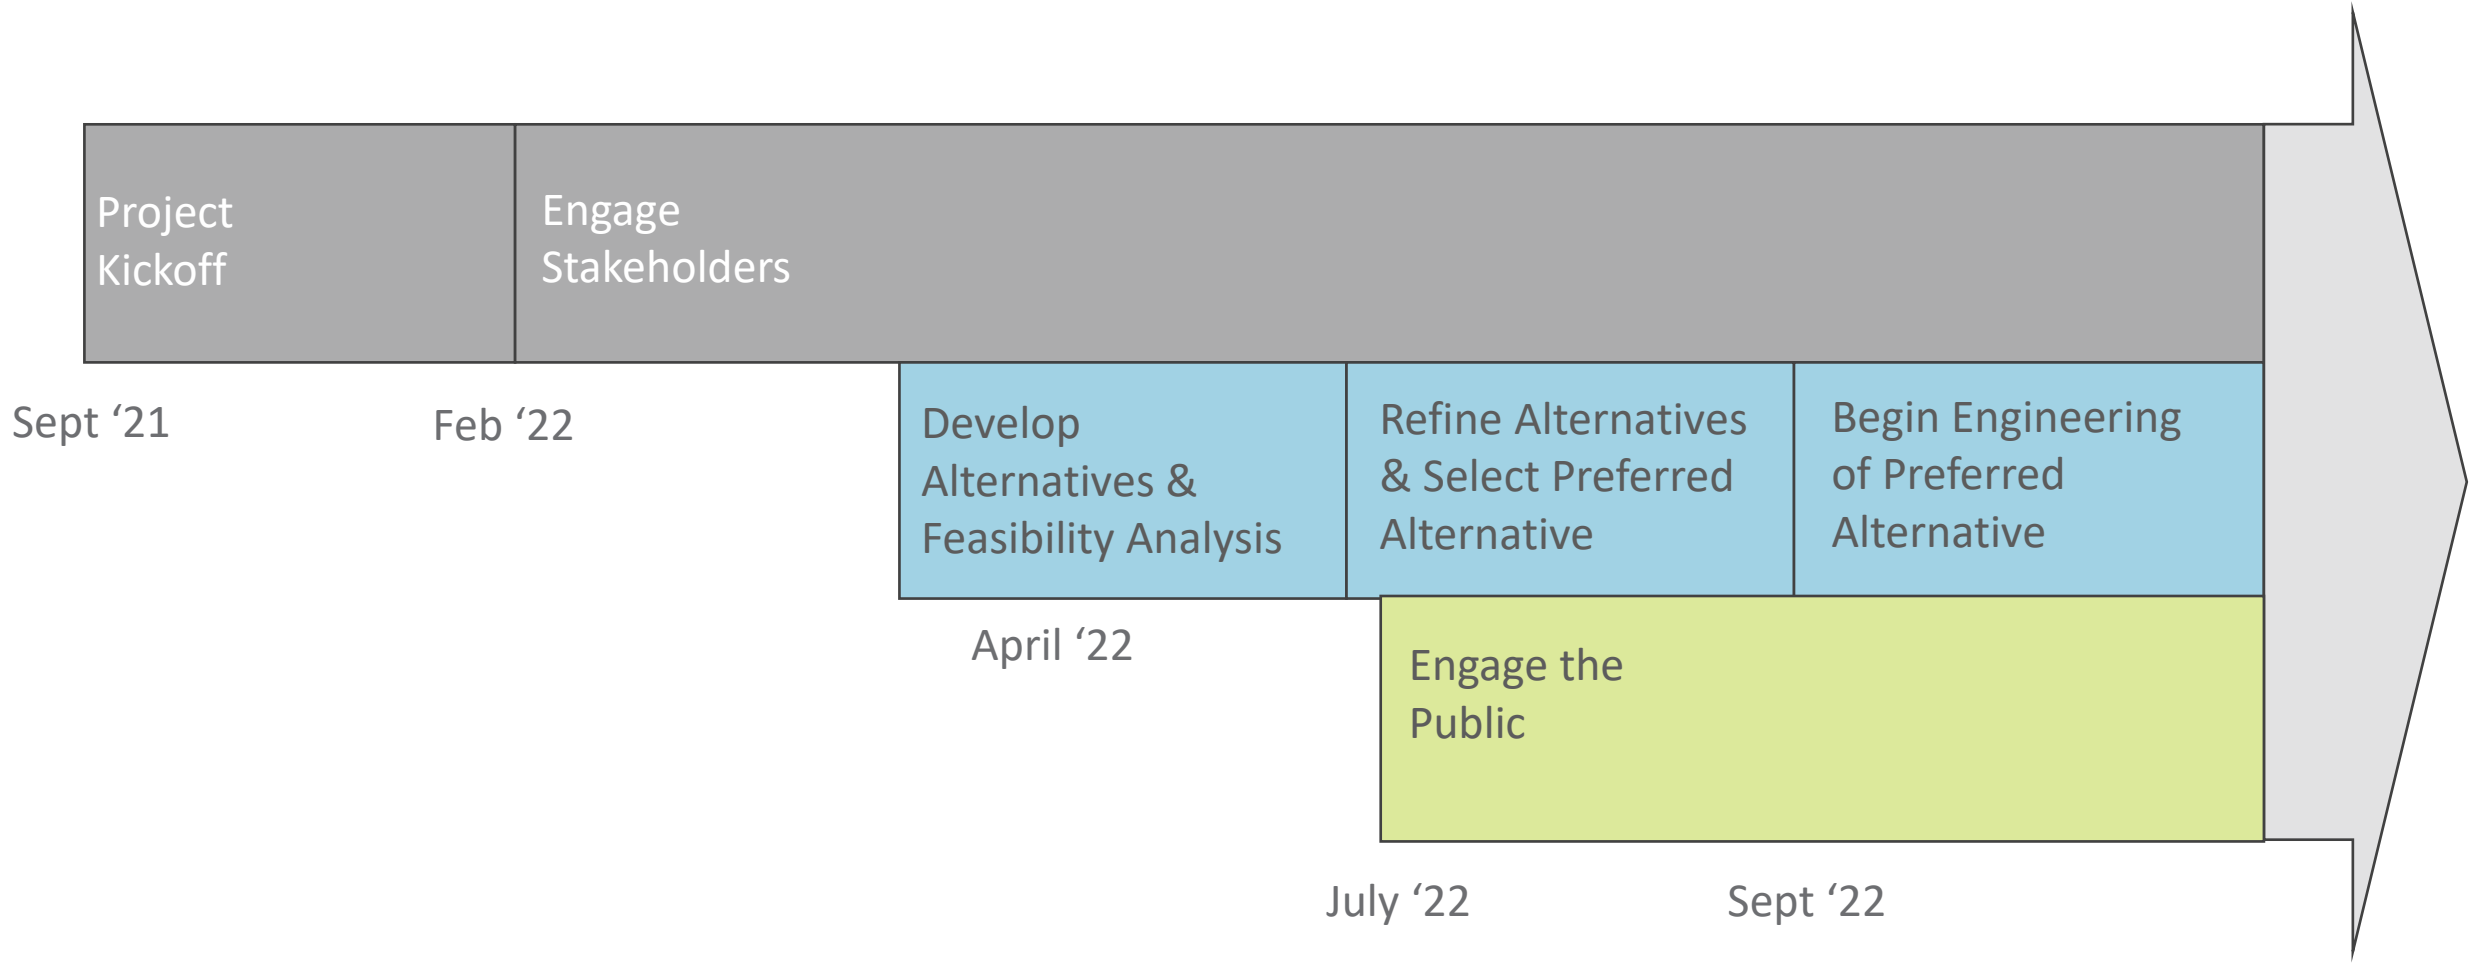 Project
Kickoff
Engage
Stakeholders
Sept ‘21
Feb ‘22
Develop
Alternatives &
Feasibility Analysis
Refine Alternatives
& Select Preferred
Alternative
Begin Engineering
of Preferred
Alternative
April ‘22
Engage the
Public
July ‘22
Sept ‘22